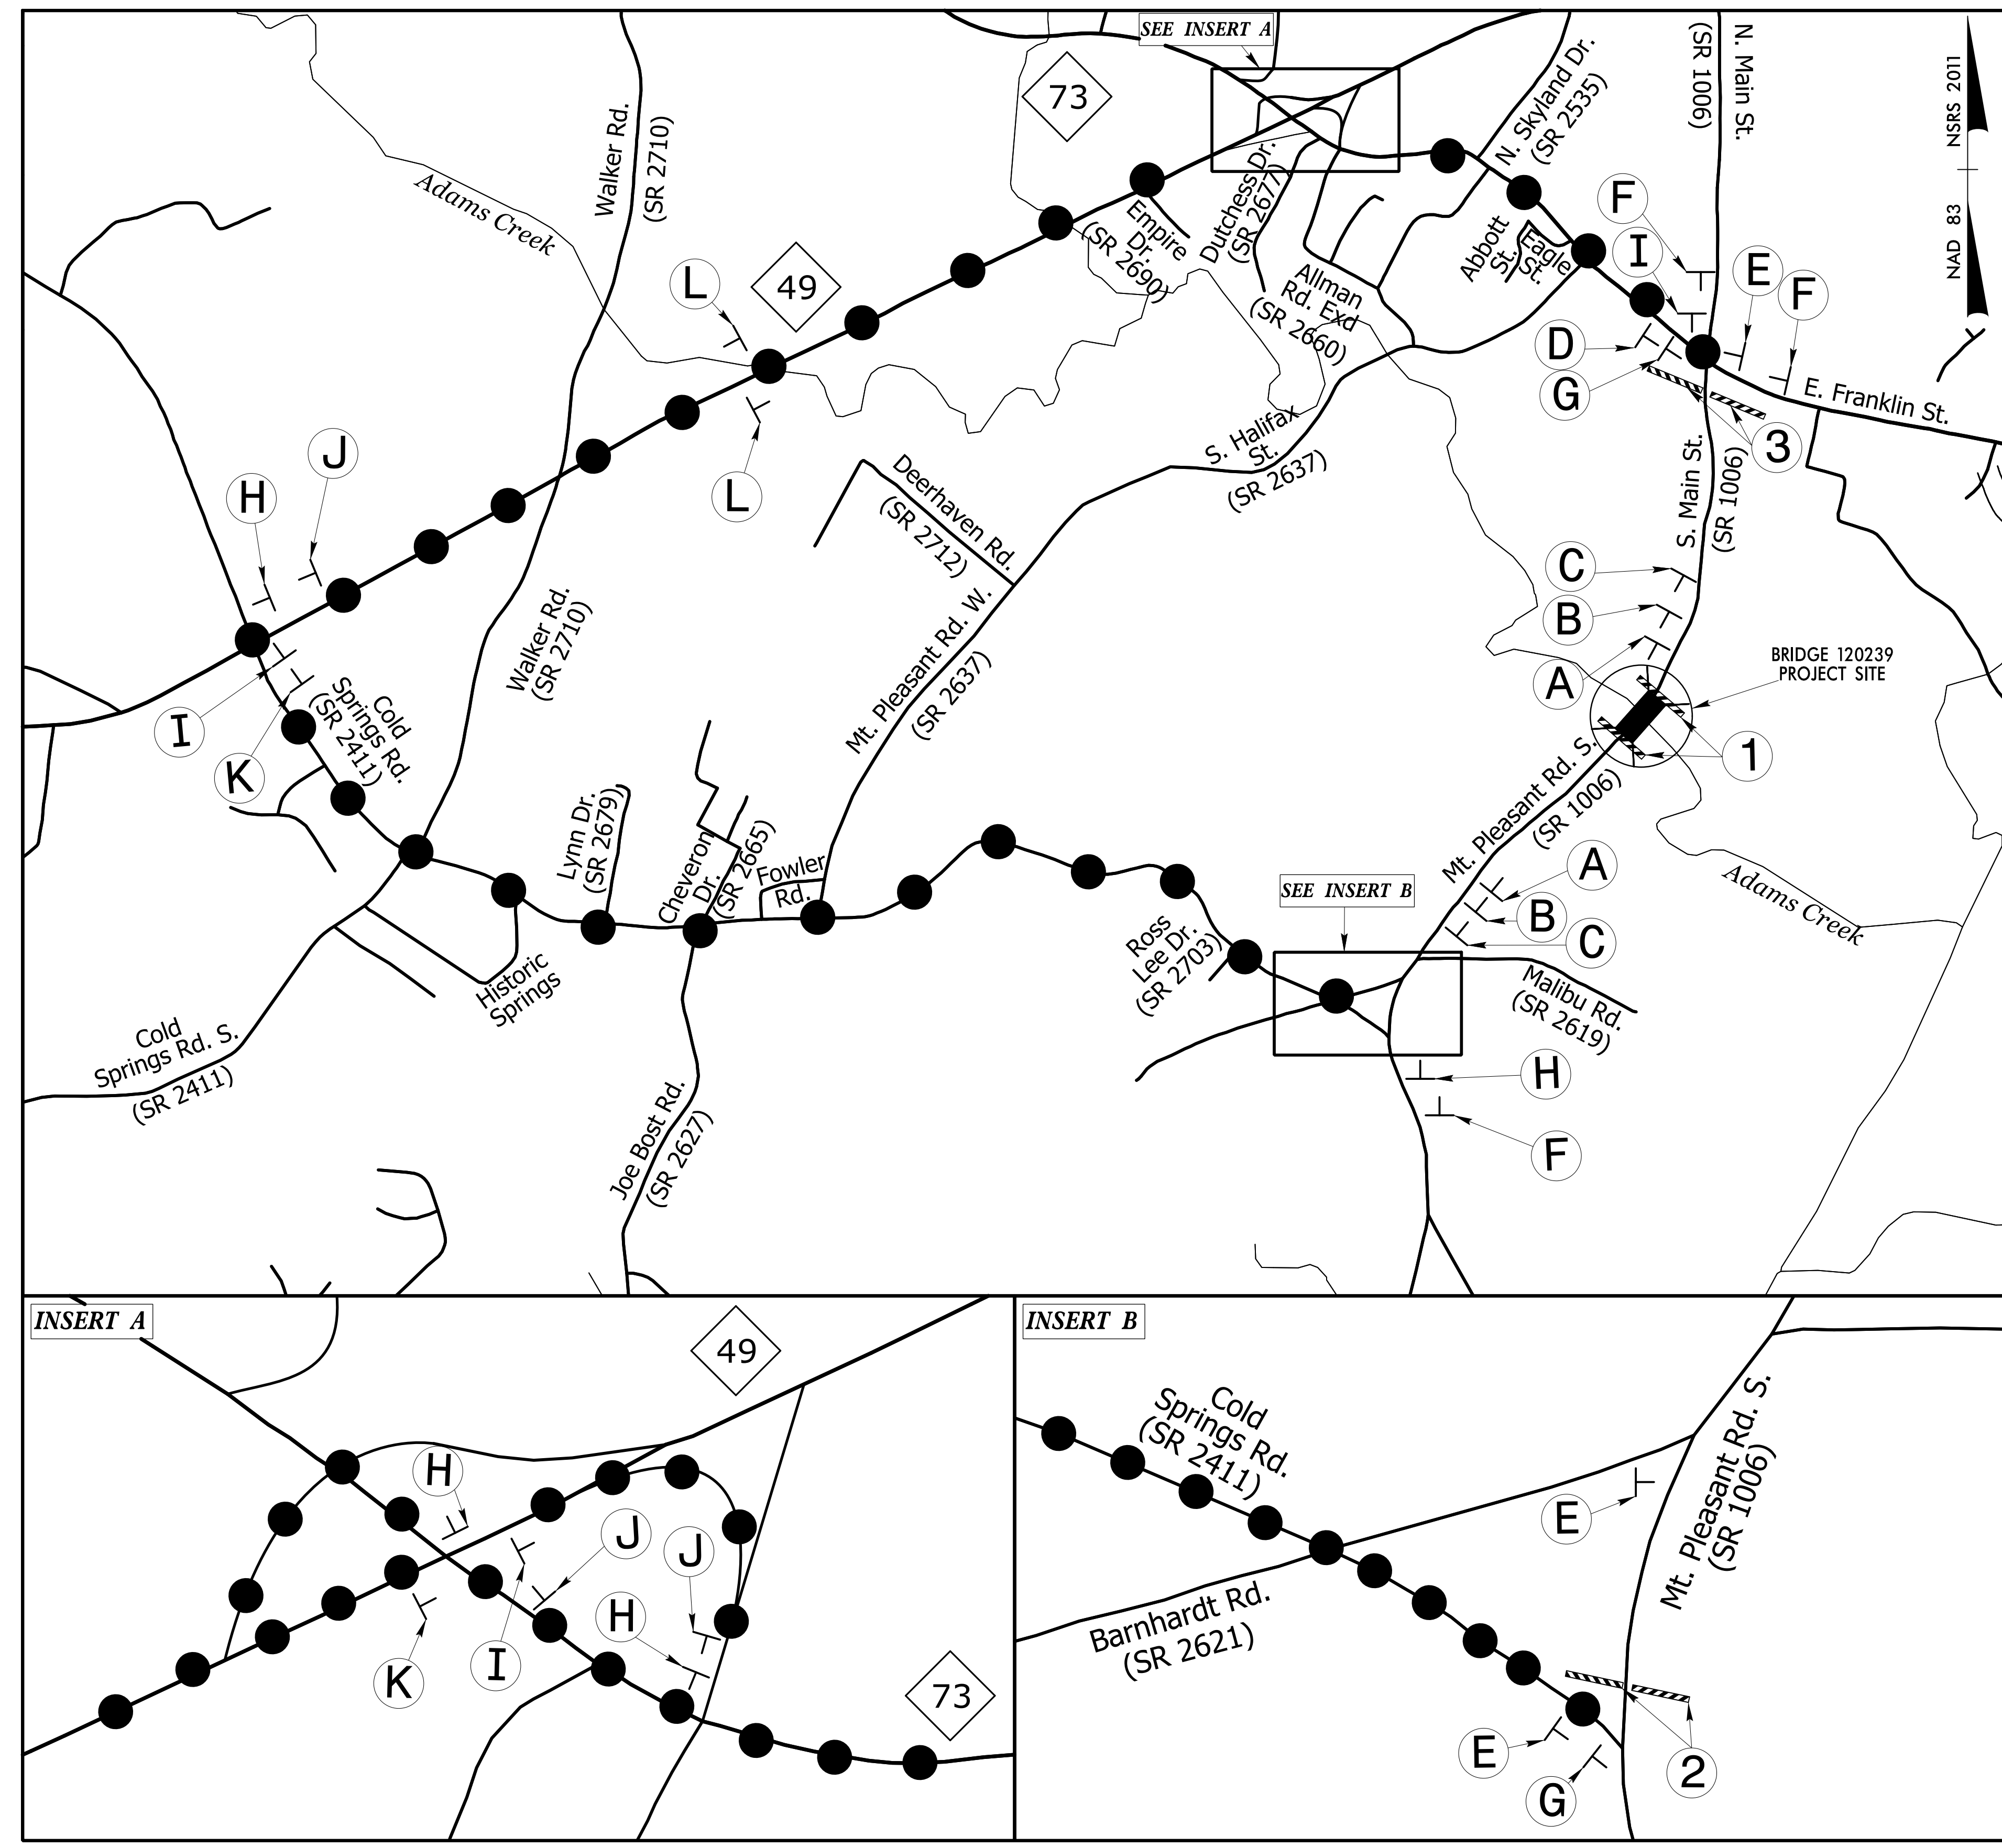 SEE INSERT A
N. Main St.
(SR 1006)
73
N. Skyland Dr.
(SR 2535)
NAD 83 NSRS 2011
Walker Rd.
(SR 2710)
Adams Creek
Dutchess Dr.
(SR 2677)
Empire
Dr.
(SR 2690)
Abbott
St.
Eagle
St.
F
I
E
F
L
49
Allman
Rd. Exd
(SR 2660)
D
G
E. Franklin St.
3
S. Halifax
St.
(SR 2637)
S. Main St.
(SR 1006)
J
H
L
Deerhaven Rd.
(SR 2712)
C
B
A
BRIDGE 120239
PROJECT SITE
1
Walker Rd.
(SR 2710)
Mt. Pleasant Rd. W.
(SR 2637)
I
K
Cold
Springs Rd.
(SR 2411)
Mt. Pleasant Rd. S.
(SR 1006)
Lynn Dr.
(SR 2679)
Cheveron
Dr.
(SR 2665)
Fowler
Rd.
SEE INSERT B
A
B
C
Adams Creek
Ross
Lee Dr.
(SR 2703)
Malibu Rd.
(SR 2619)
Historic
Springs
Cold
Springs Rd. S.
(SR 2411)
Joe Bost Rd.
(SR 2627)
H
F
INSERT A
49
H
J
J
H
I
K
73
INSERT B
Cold
Springs Rd.
(SR 2411)
Mt. Pleasant Rd. S.
(SR 1006)
E
Barnhardt Rd.
(SR 2621)
E
G
2